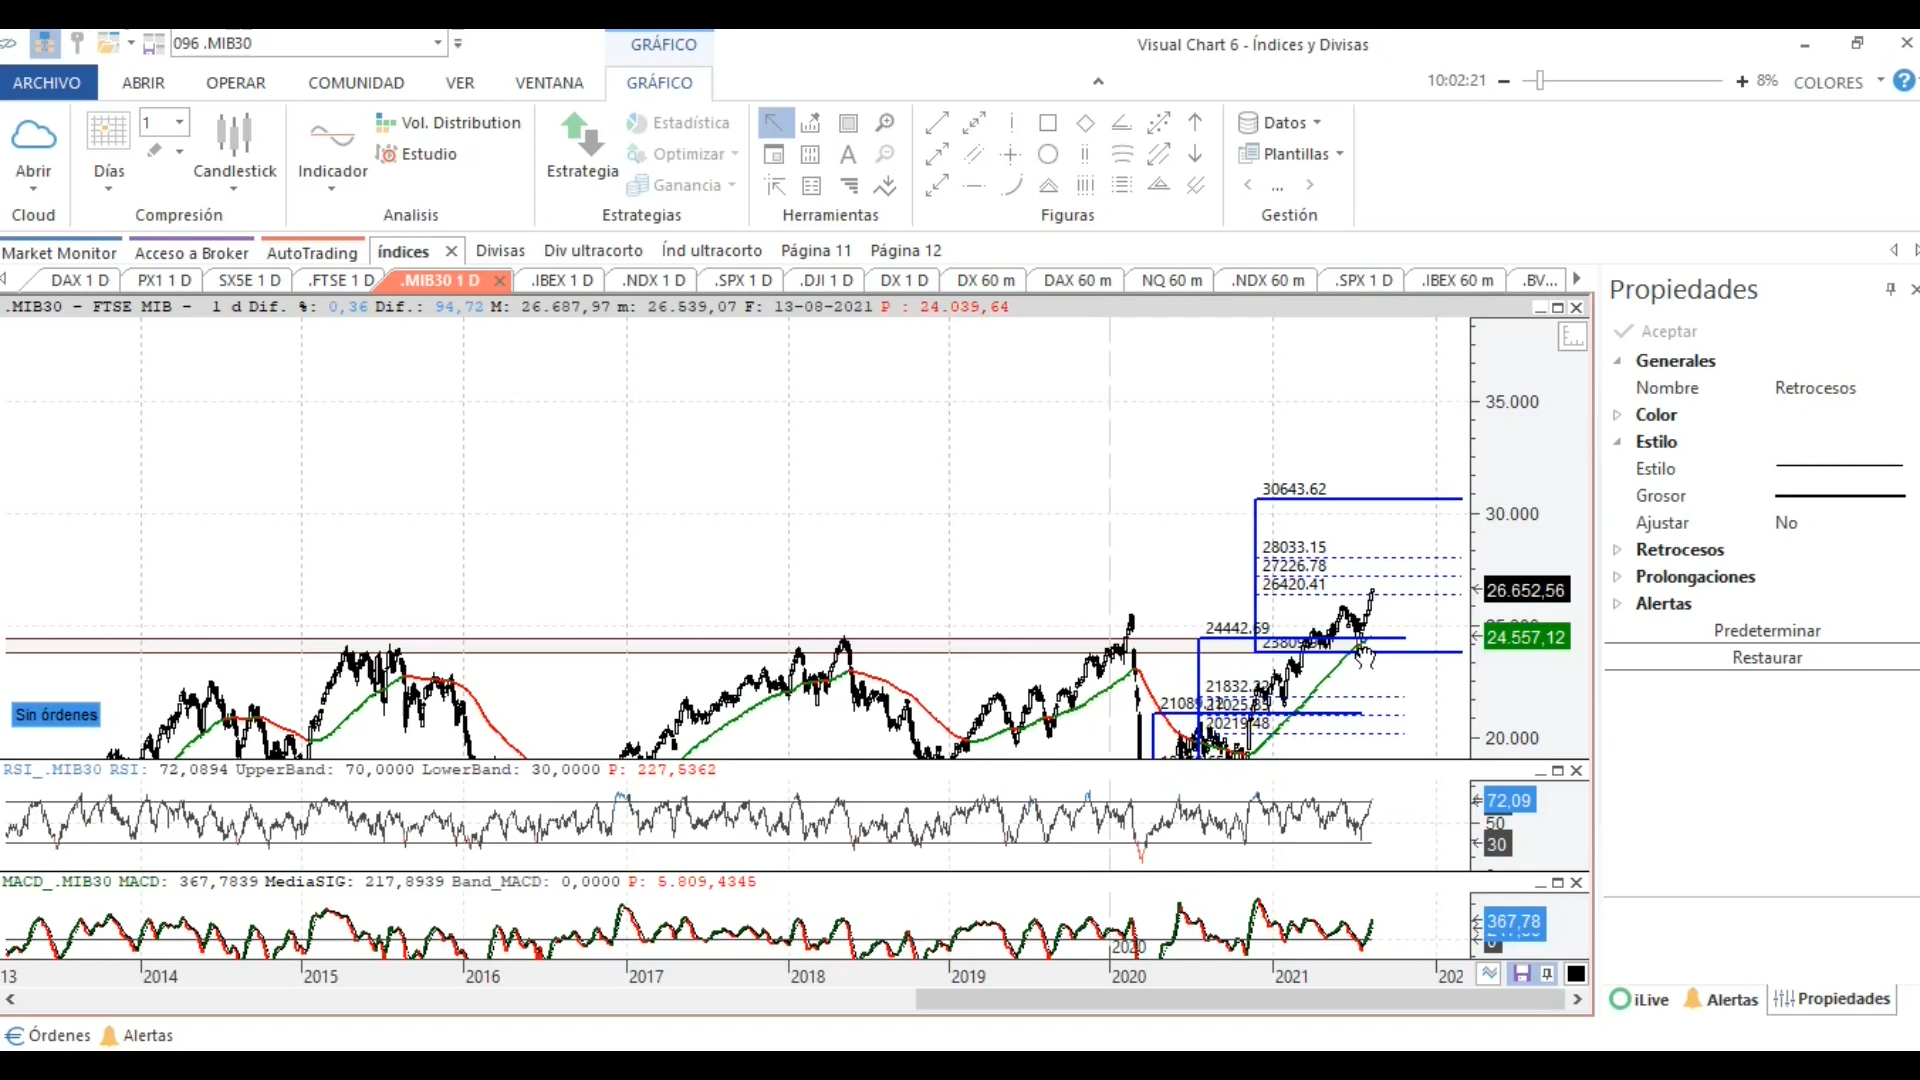 096 .MIB30
GRÁFICO
Visual Chart 6 - Índices y Divisas
ARCHIVO ABRIR OPERAR COMUNIDAD VER VENTANA GRÁFICO
10:02:21 8% COLORES
1 Vol. Distribution Estadística Datos
Estudio Optimizar Plantillas
Abrir Días Candlestick Indicador Estrategia Ganancia ...
Cloud Compresión Analisis Estrategias Herramientas Figuras Gestión
Market Monitor Acceso a Broker AutoTrading índices Divisas Div ultracorto Índ ultracorto Página 11 Página 12
DAX 1 D PX1 1 D SX5E 1 D .FTSE 1 D .MIB30 1 D .IBEX 1 D .NDX 1 D .SPX 1 D .DJI 1 D DX 1 D DX 60 m DAX 60 m NQ 60 m .NDX 60 m .SPX 1 D .IBEX 60 m .BV...
.MIB30 - FTSE MIB - 1 d Dif. %: 0,36 Dif.: 94,72 M: 26.687,97 m: 26.539,07 F: 13-08-2021 P : 24.039,64
35.000
30643.62
30.000
28033.15
27226.78
26420.41
26.652,56
24442.69
24.557,12
21832.22
20219.48
20.000
Sin órdenes
RSI_.MIB30 RSI: 72,0894 UpperBand: 70,0000 LowerBand: 30,0000 P: 227,5362
72,09
50
30
MACD_.MIB30 MACD: 367,7839 MediaSIG: 217,8939 Band_MACD: 0,0000 P: 5.809,4345
367,78
0
2020
13 2014 2015 2016 2017 2018 2019 2020 2021 202
Órdenes Alertas
Propiedades
Aceptar
Generales
Nombre Retrocesos
Color
Estilo
Estilo
Grosor
Ajustar No
Retrocesos
Prolongaciones
Alertas
Predeterminar
Restaurar
iLive Alertas Propiedades